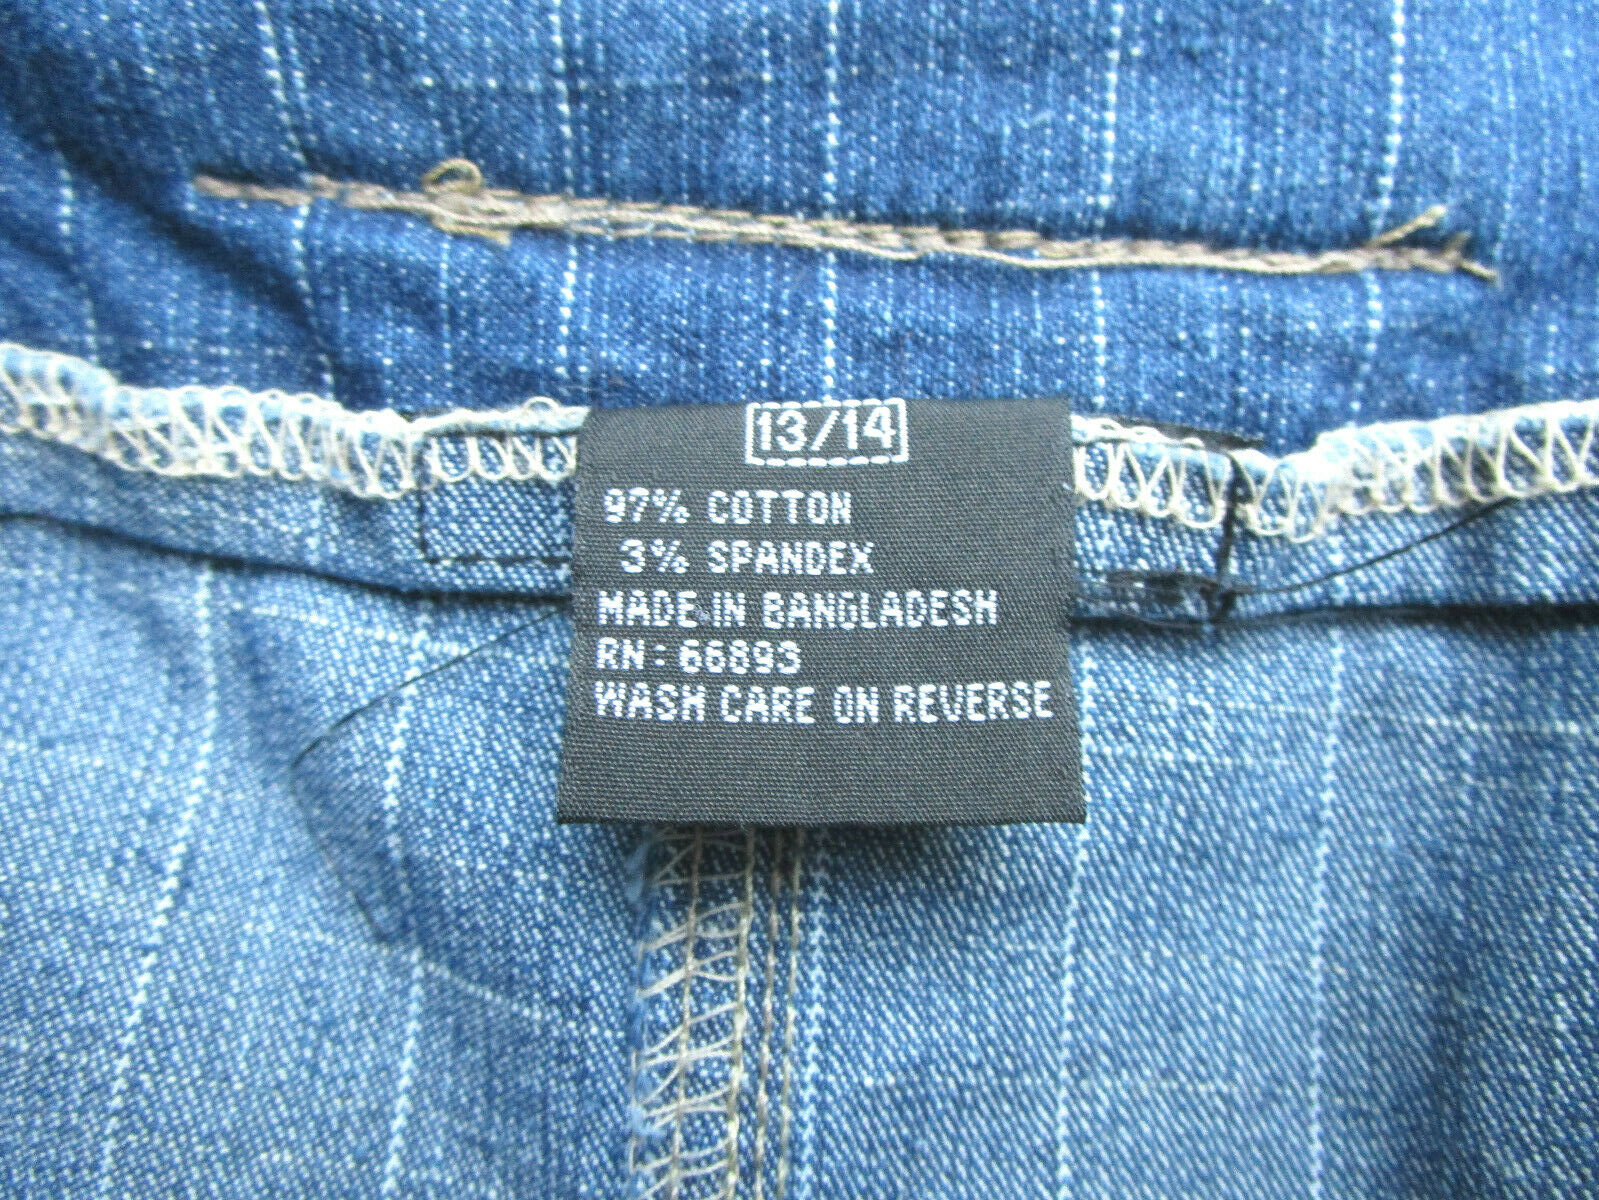 13/14
97% COTTON
3% SPANDEX
MADE IN BANGLADESH
RN: 66893
WASH CARE ON REVERSE